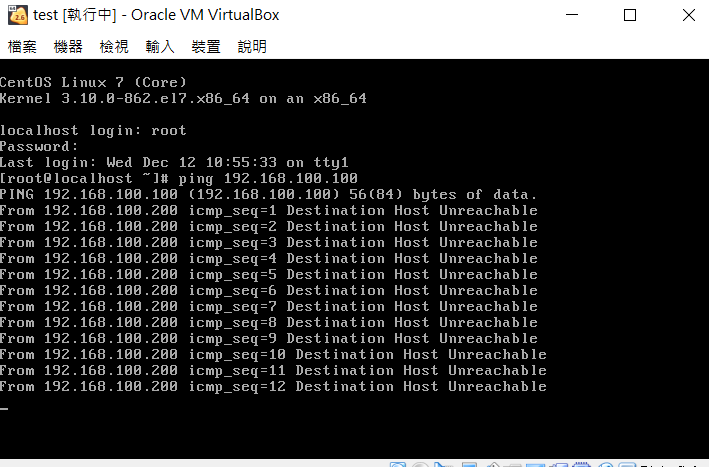 test [執行中] - Oracle VM VirtualBox
檔案 機器 檢視 輸入 裝置 說明
CentOS Linux 7 (Core)
Kernel 3.10.0-862.el7.x86_64 on an x86_64
localhost login: root
Password:
Last login: Wed Dec 12 10:55:33 on tty1
[root@localhost ~]# ping 192.168.100.100
PING 192.168.100.100 (192.168.100.100) 56(84) bytes of data.
From 192.168.100.200 icmp_seq=1 Destination Host Unreachable
From 192.168.100.200 icmp_seq=2 Destination Host Unreachable
From 192.168.100.200 icmp_seq=3 Destination Host Unreachable
From 192.168.100.200 icmp_seq=4 Destination Host Unreachable
From 192.168.100.200 icmp_seq=5 Destination Host Unreachable
From 192.168.100.200 icmp_seq=6 Destination Host Unreachable
From 192.168.100.200 icmp_seq=7 Destination Host Unreachable
From 192.168.100.200 icmp_seq=8 Destination Host Unreachable
From 192.168.100.200 icmp_seq=9 Destination Host Unreachable
From 192.168.100.200 icmp_seq=10 Destination Host Unreachable
From 192.168.100.200 icmp_seq=11 Destination Host Unreachable
From 192.168.100.200 icmp_seq=12 Destination Host Unreachable